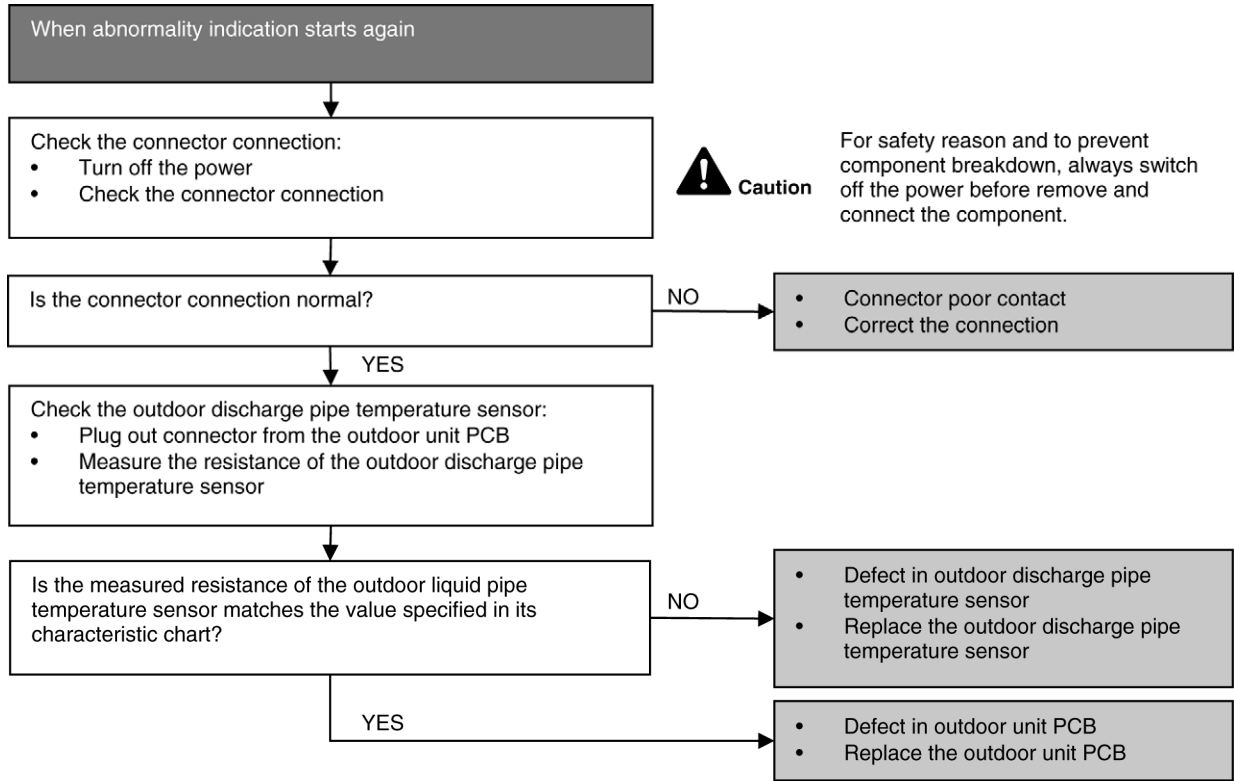 When abnormality indication starts again
Check the connector connection:
• Turn off the power
• Check the connector connection
Caution
For safety reason and to prevent
component breakdown, always switch
off the power before remove and
connect the component.
Is the connector connection normal?
NO
• Connector poor contact
• Correct the connection
YES
Check the outdoor discharge pipe temperature sensor:
• Plug out connector from the outdoor unit PCB
• Measure the resistance of the outdoor discharge pipe
temperature sensor
Is the measured resistance of the outdoor liquid pipe
temperature sensor matches the value specified in its
characteristic chart?
NO
• Defect in outdoor discharge pipe
temperature sensor
• Replace the outdoor discharge pipe
temperature sensor
YES
• Defect in outdoor unit PCB
• Replace the outdoor unit PCB